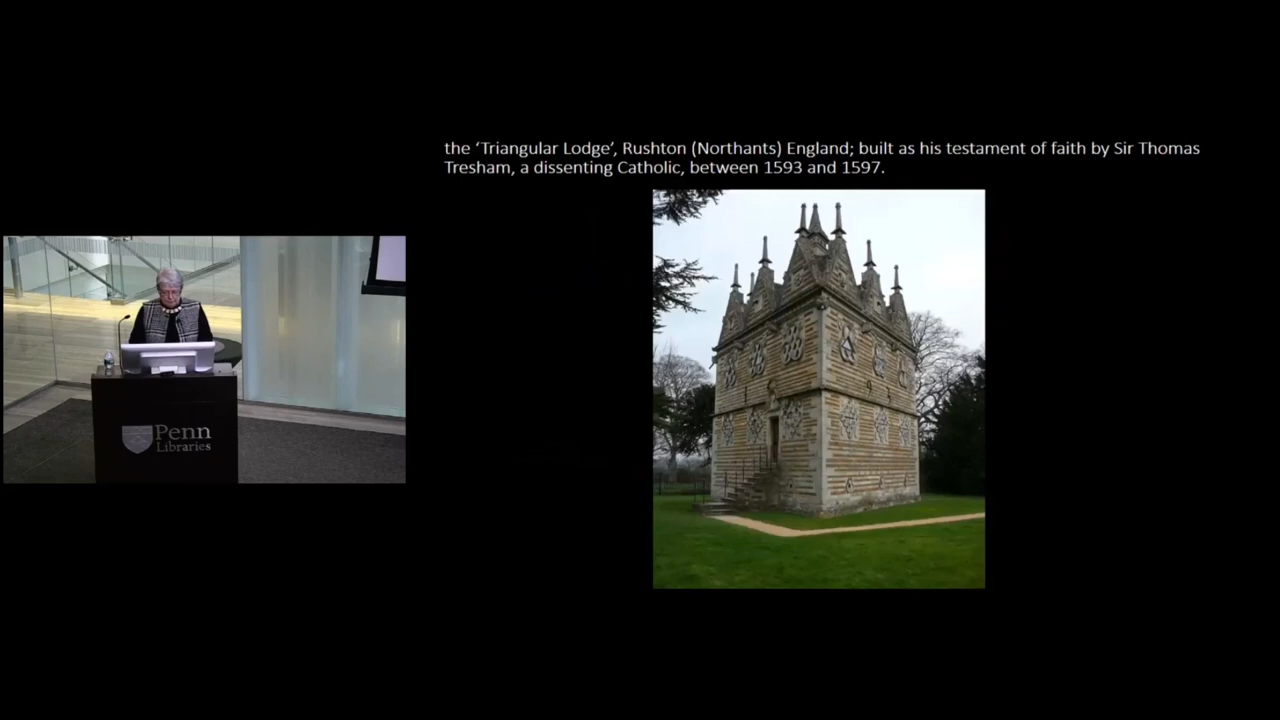 the ‘Triangular Lodge’, Rushton (Northants) England; built as his testament of faith by Sir Thomas
Tresham, a dissenting Catholic, between 1593 and 1597.
Penn
Libraries